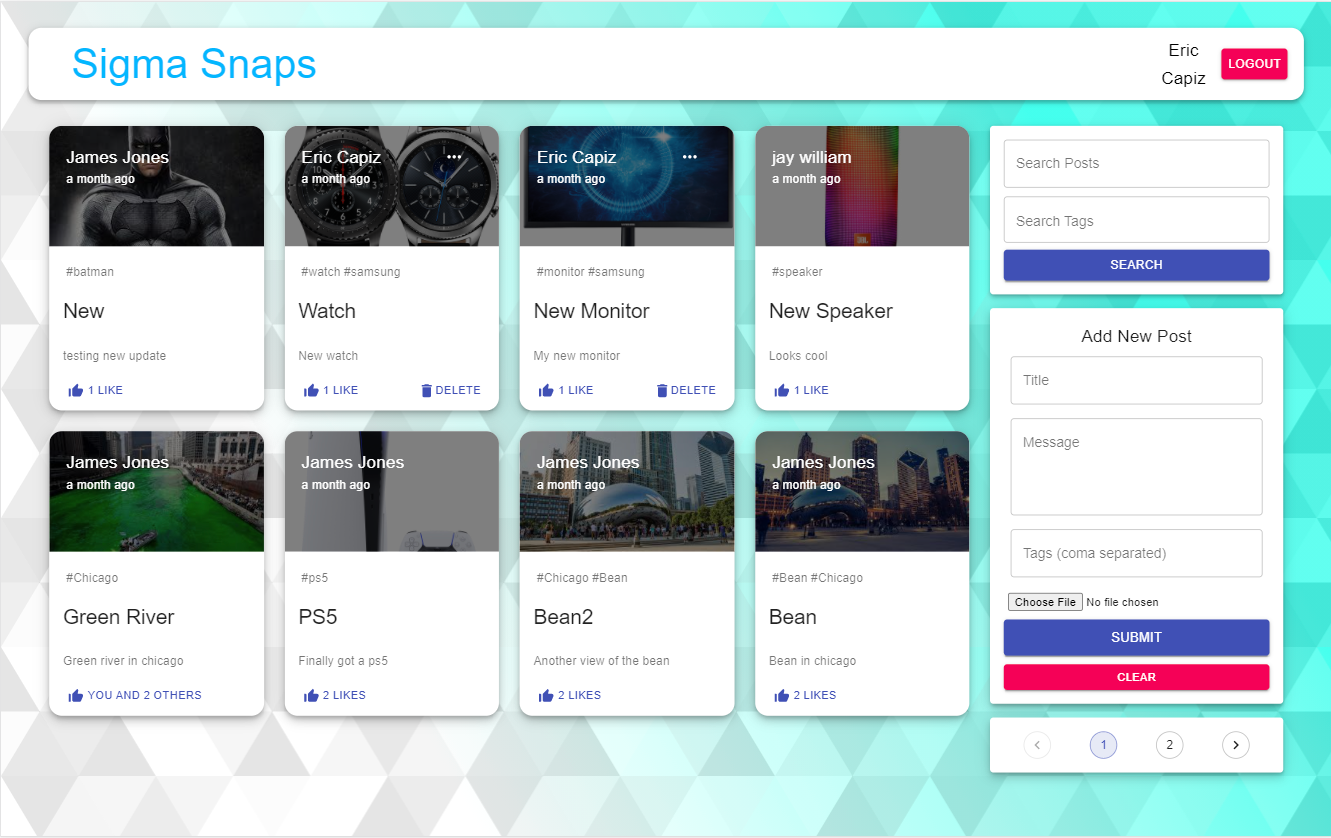 Sigma Snaps
Eric
Capiz
LOGOUT
James Jones
a month ago
#batman
New
testing new update
1 LIKE
Eric Capiz
a month ago
#watch #samsung
Watch
New watch
1 LIKE
DELETE
Eric Capiz
a month ago
#monitor #samsung
New Monitor
My new monitor
1 LIKE
DELETE
jay william
a month ago
JBL
#speaker
New Speaker
Looks cool
1 LIKE
James Jones
a month ago
#Chicago
Green River
Green river in chicago
YOU AND 2 OTHERS
James Jones
a month ago
#ps5
PS5
Finally got a ps5
2 LIKES
James Jones
a month ago
#Chicago #Bean
Bean2
Another view of the bean
2 LIKES
James Jones
a month ago
#Bean #Chicago
Bean
Bean in chicago
2 LIKES
Search Posts
Search Tags
SEARCH
Add New Post
Title
Message
Tags (coma separated)
Choose File No file chosen
SUBMIT
CLEAR
1
2